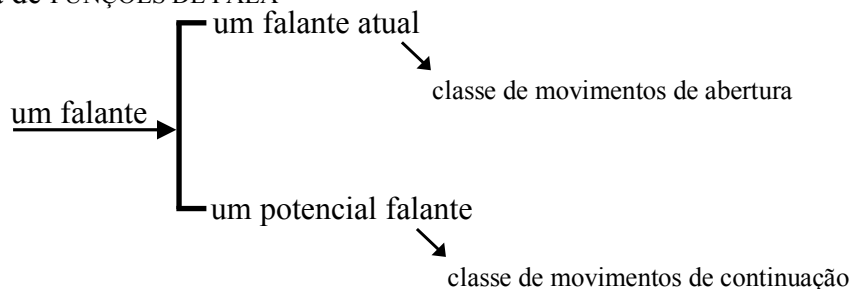 um falante atual
classe de movimentos de abertura
um falante
um potencial falante
classe de movimentos de continuação